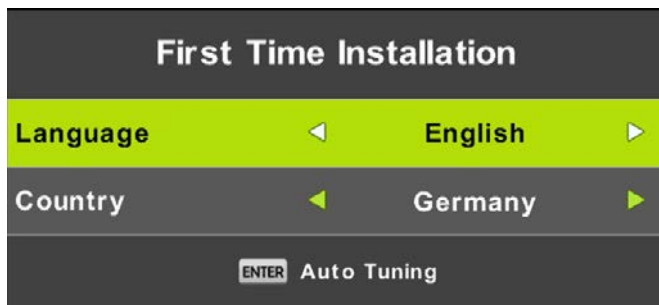 First Time Installation
Language English
Country Germany
ENTER Auto Tuning